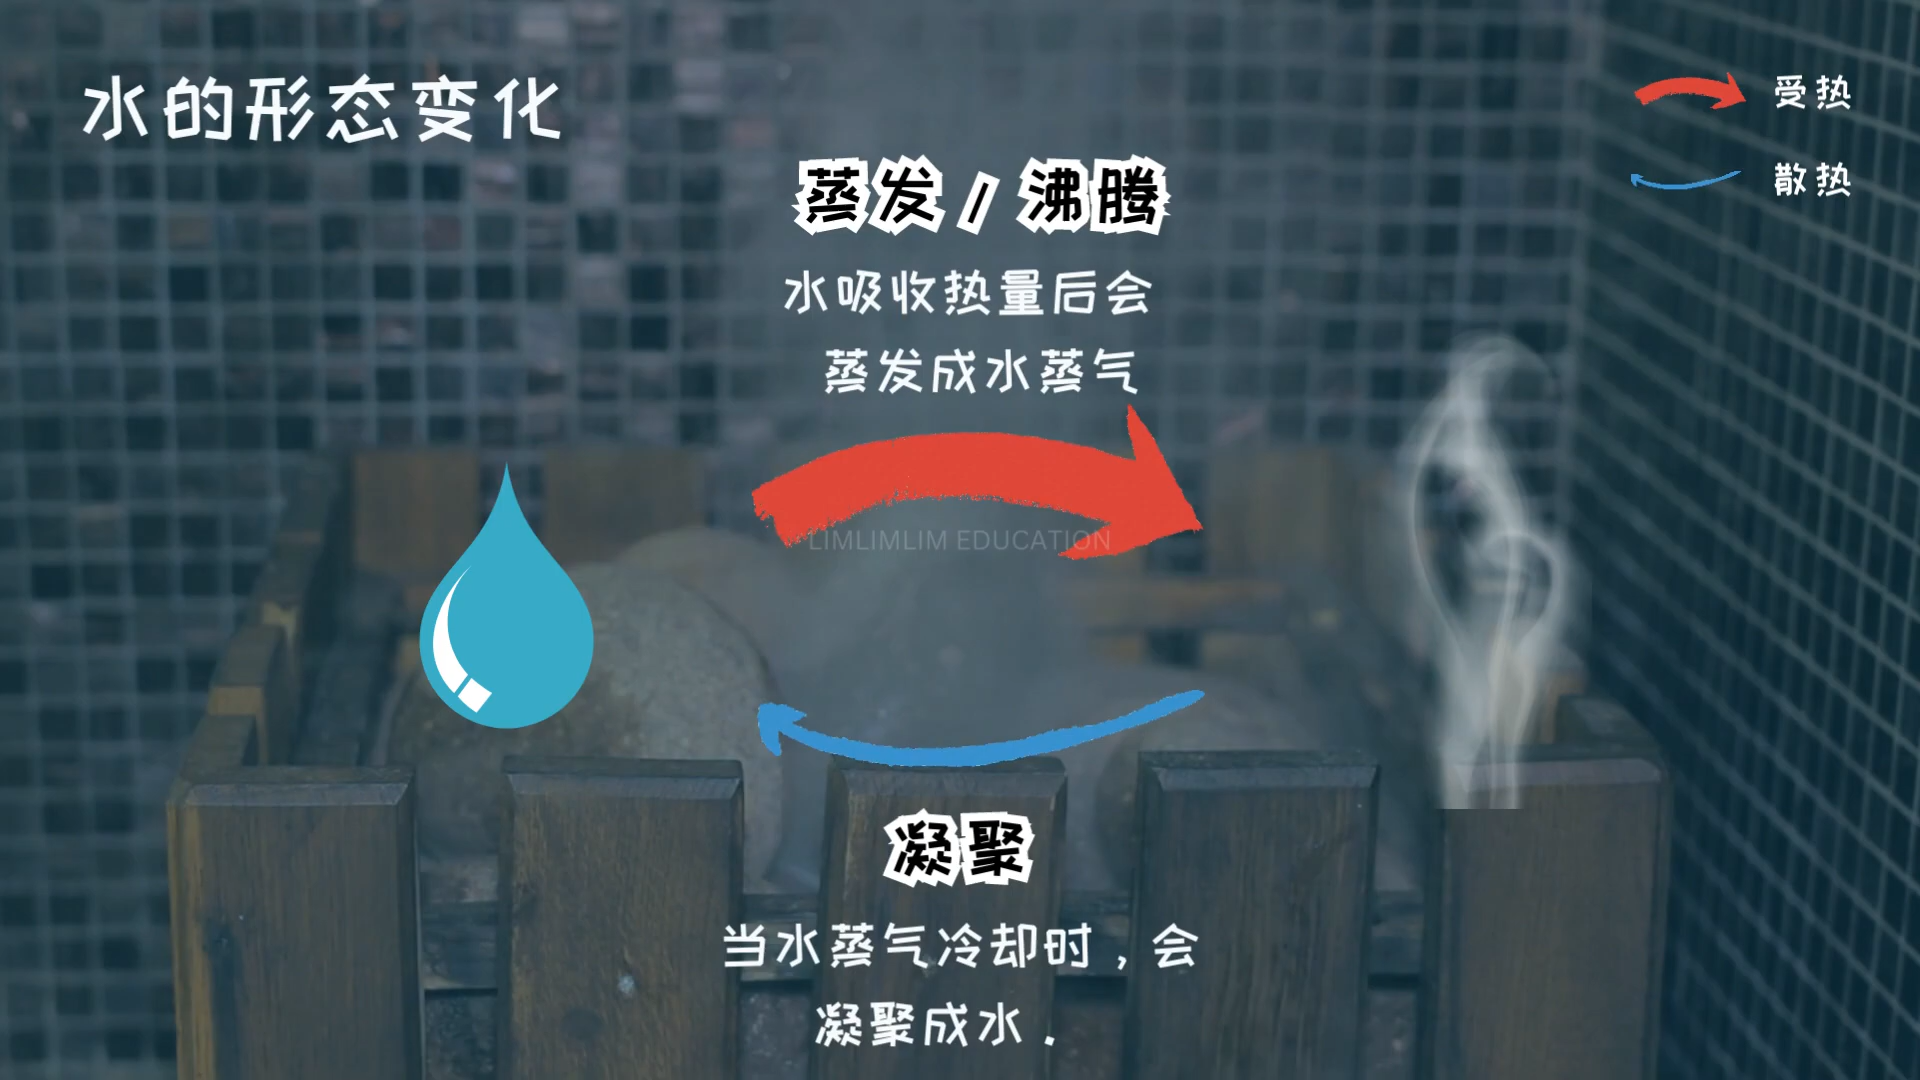 水的形态变化
受热
散热
蒸发 / 沸腾
水吸收热量后会
蒸发成水蒸气
LIMLIMLIM EDUCATION
凝聚
当水蒸气冷却时，会
凝聚成水．